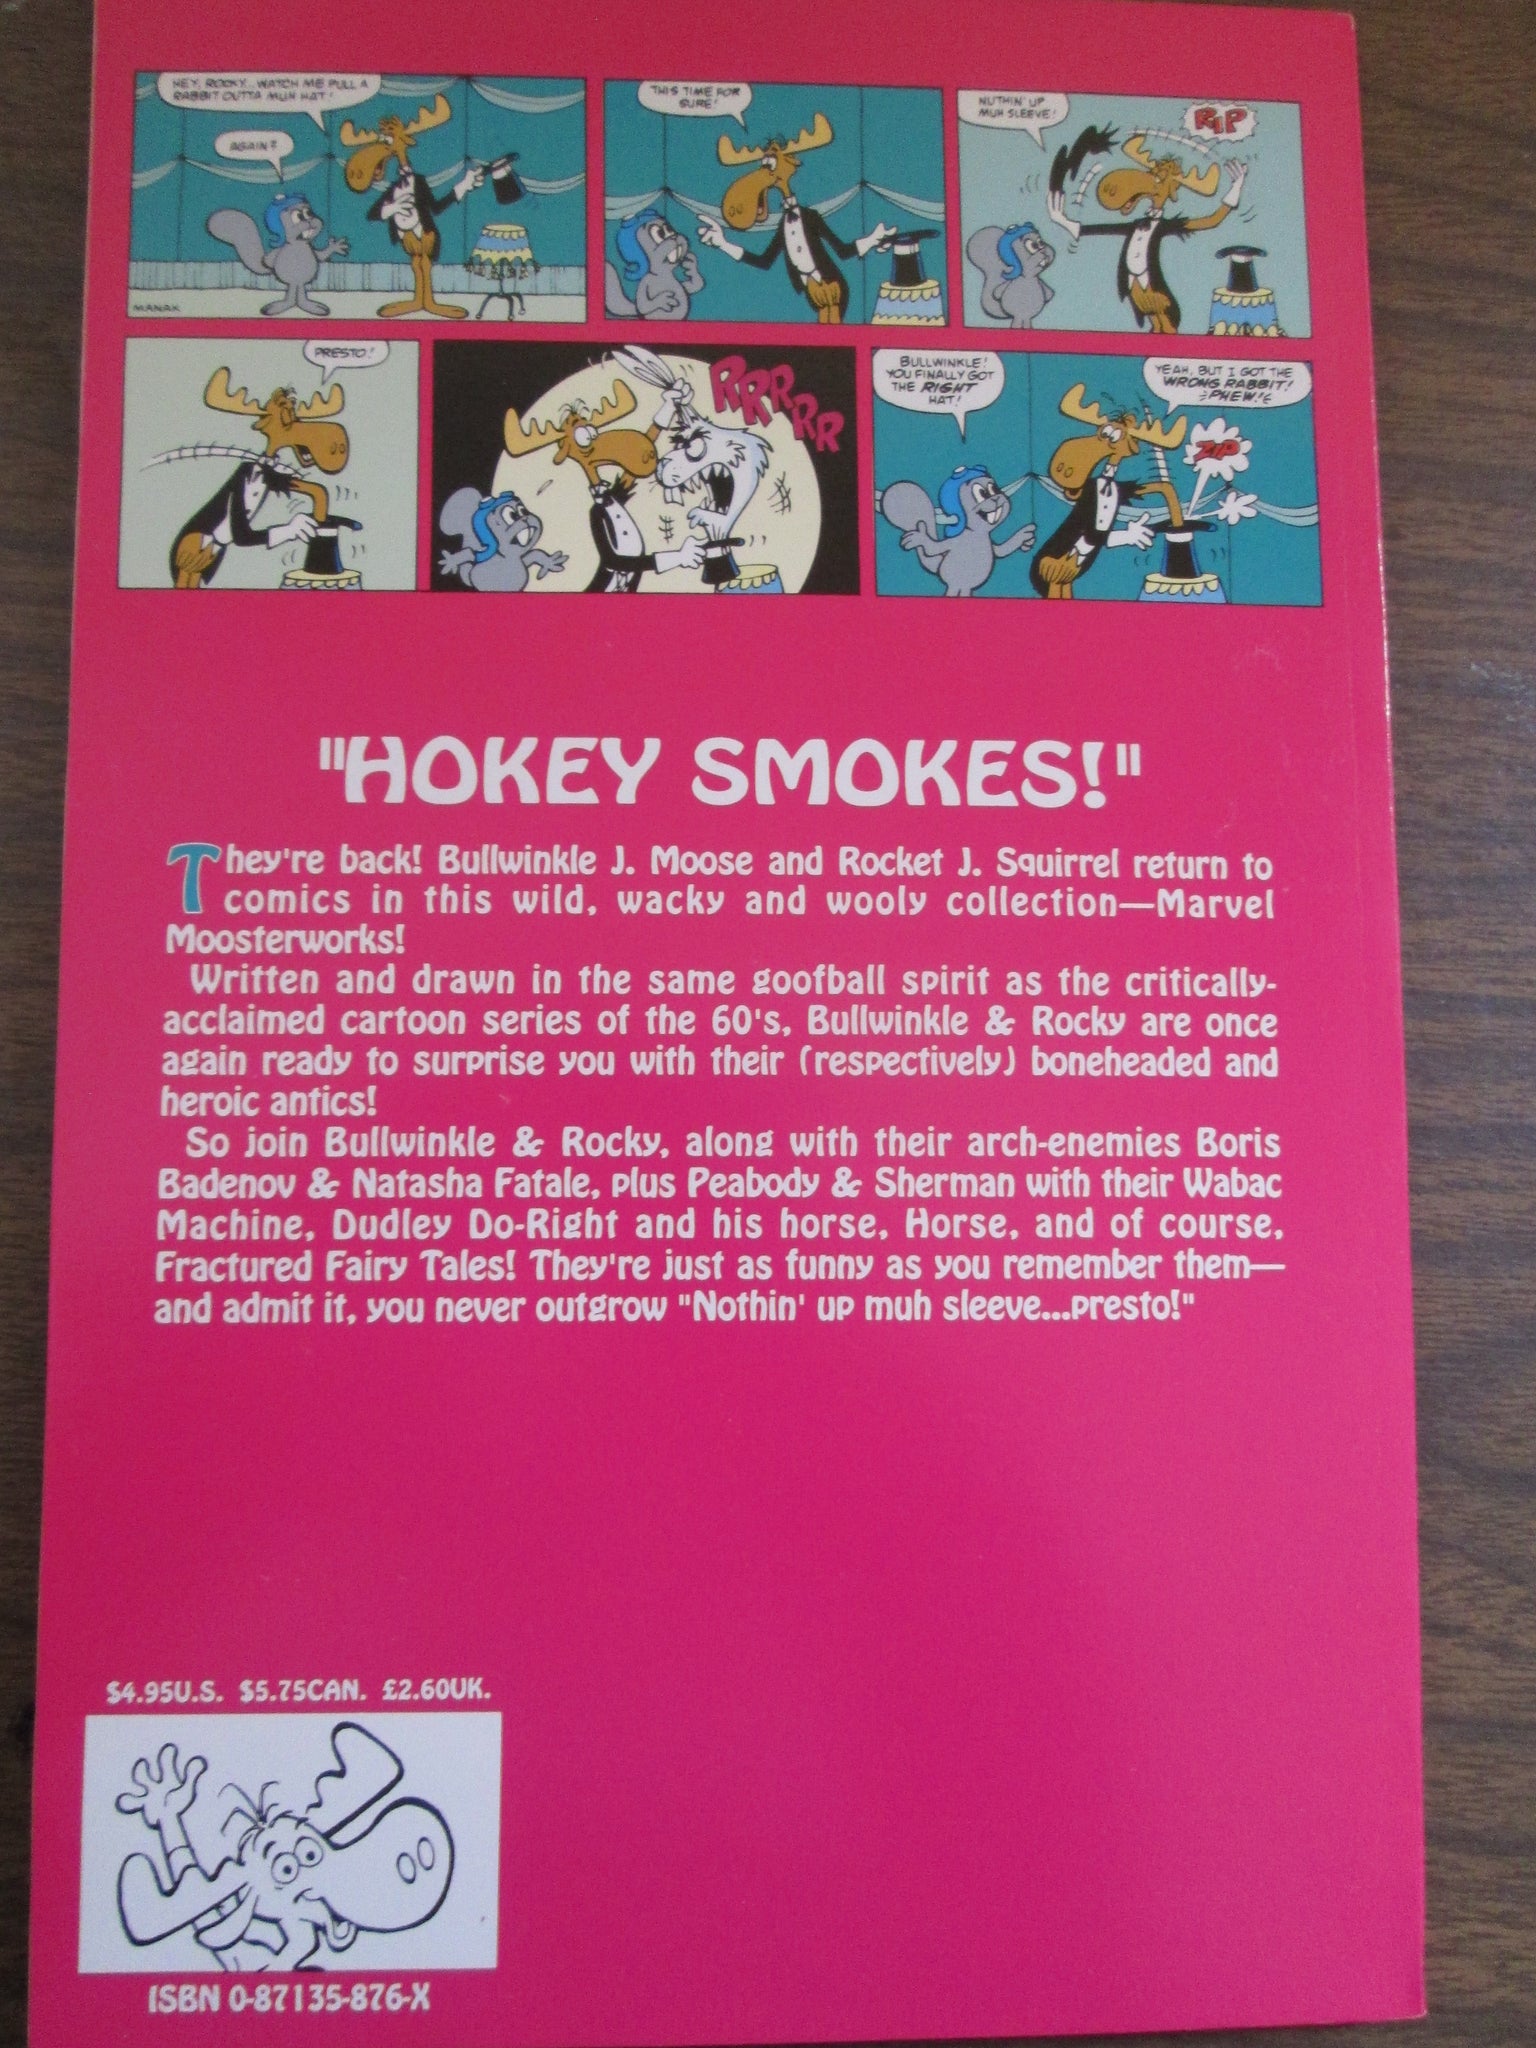 HEY, ROCKY...WATCH ME PULL A
RABBIT OUTTA MUH HAT!
AGAIN?
MANAK
THIS TIME FOR
SURE!
NUTHIN' UP
MUH SLEEVE!
RIP
PRESTO!
RRRRR
BULLWINKLE!
YOU FINALLY GOT
THE RIGHT
HAT!
YEAH, BUT I GOT THE
WRONG RABBIT!
PHEW!
ZIP
"HOKEY SMOKES!"
They're back! Bullwinkle J. Moose and Rocket J. Squirrel return to
comics in this wild, wacky and wooly collection—Marvel
Moosterworks!
Written and drawn in the same goofball spirit as the critically-
acclaimed cartoon series of the 60's, Bullwinkle & Rocky are once
again ready to surprise you with their (respectively) boneheaded and
heroic antics!
So join Bullwinkle & Rocky, along with their arch-enemies Boris
Badenov & Natasha Fatale, plus Peabody & Sherman with their Wabac
Machine, Dudley Do-Right and his horse, Horse, and of course,
Fractured Fairy Tales! They're just as funny as you remember them—
and admit it, you never outgrow "Nothin' up muh sleeve...presto!"
$4.95U.S. $5.75CAN. £2.60UK.
ISBN 0-87135-876-X